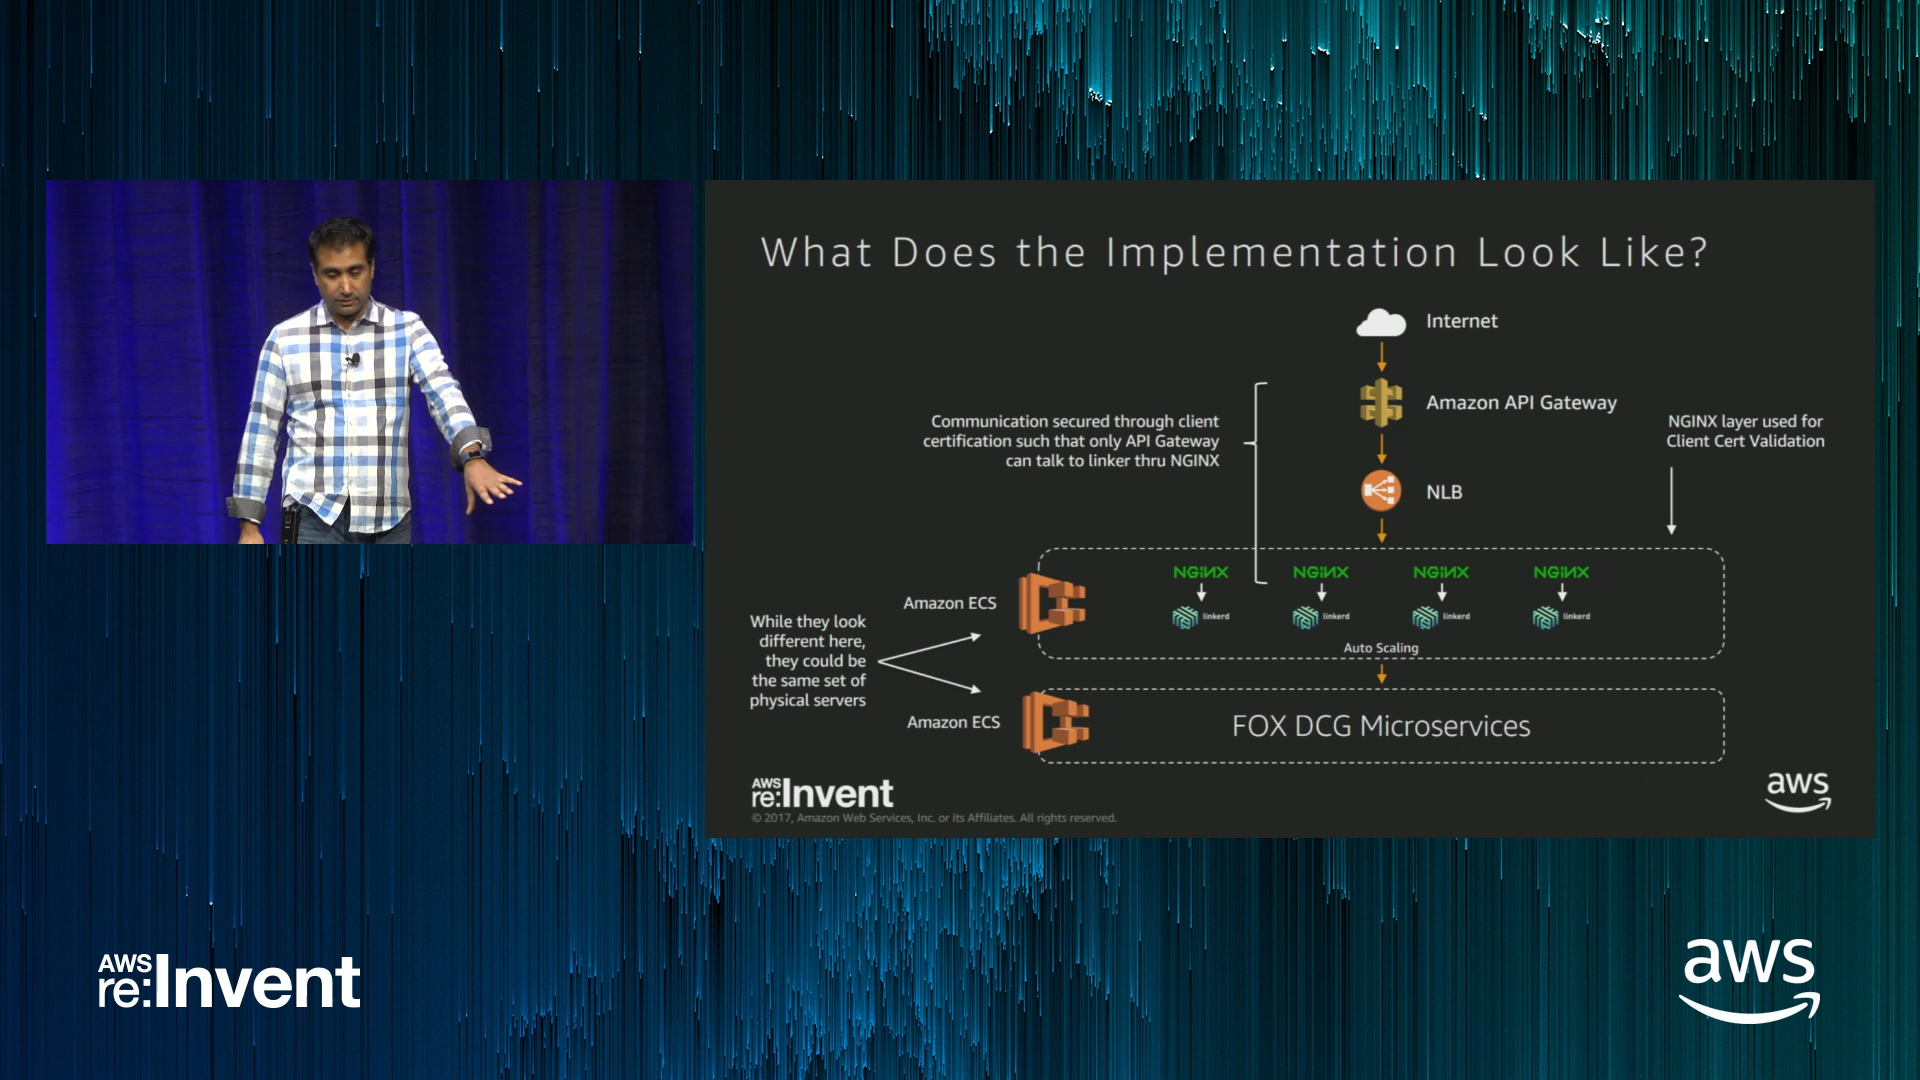 What Does the Implementation Look Like?
Internet
Amazon API Gateway
Communication secured through client
certification such that only API Gateway
can talk to linker thru NGINX
NGINX layer used for
Client Cert Validation
NLB
NGINX NGINX NGINX NGINX
linkerd linkerd linkerd linkerd
Amazon ECS
Auto Scaling
While they look
different here,
they could be
the same set of
physical servers
Amazon ECS
FOX DCG Microservices
AWS
re:Invent
aws
© 2017, Amazon Web Services, Inc. or its Affiliates. All rights reserved.
AWS
re:Invent
aws